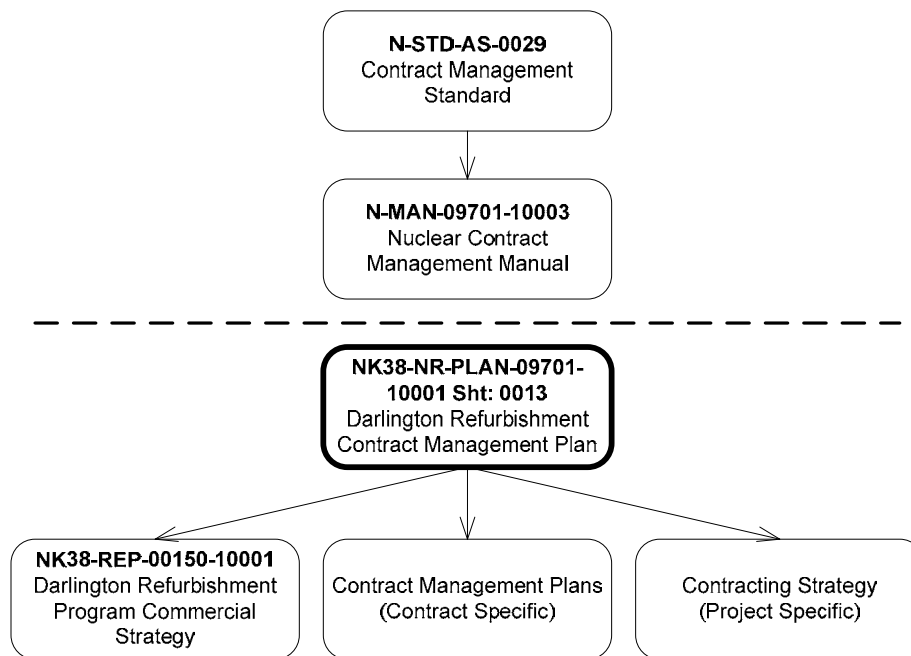 N-STD-AS-0029
Contract Management
Standard
N-MAN-09701-10003
Nuclear Contract
Management Manual
NK38-NR-PLAN-09701-
10001 Sht: 0013
Darlington Refurbishment
Contract Management Plan
NK38-REP-00150-10001
Darlington Refurbishment
Program Commercial
Strategy
Contract Management Plans
(Contract Specific)
Contracting Strategy
(Project Specific)